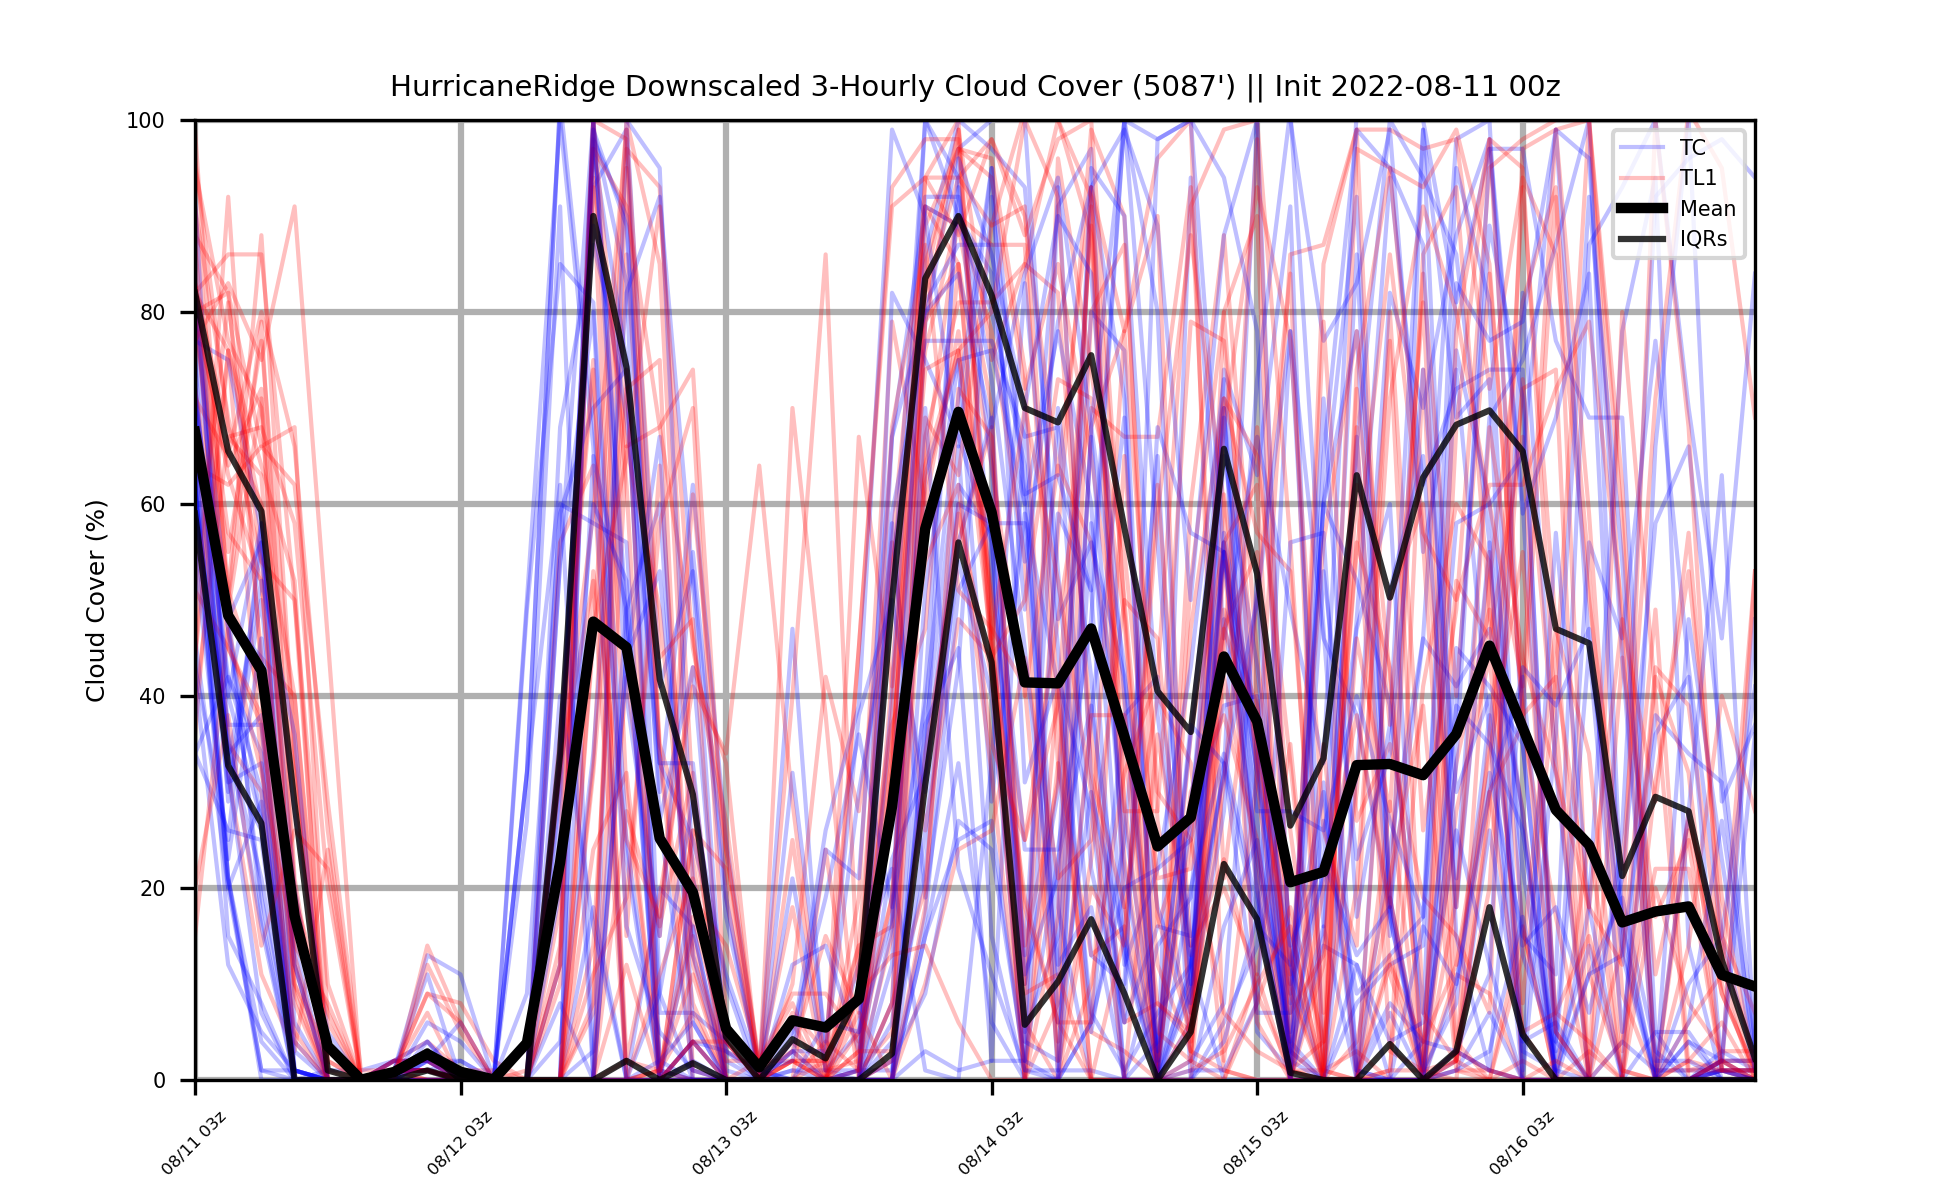 HurricaneRidge Downscaled 3-Hourly Cloud Cover (5087') || Init 2022-08-11 00z
Cloud Cover (%)
100
80
60
40
20
0
TC
TL1
Mean
IQRs
08/11 03z
08/12 03z
08/13 03z
08/14 03z
08/15 03z
08/16 03z